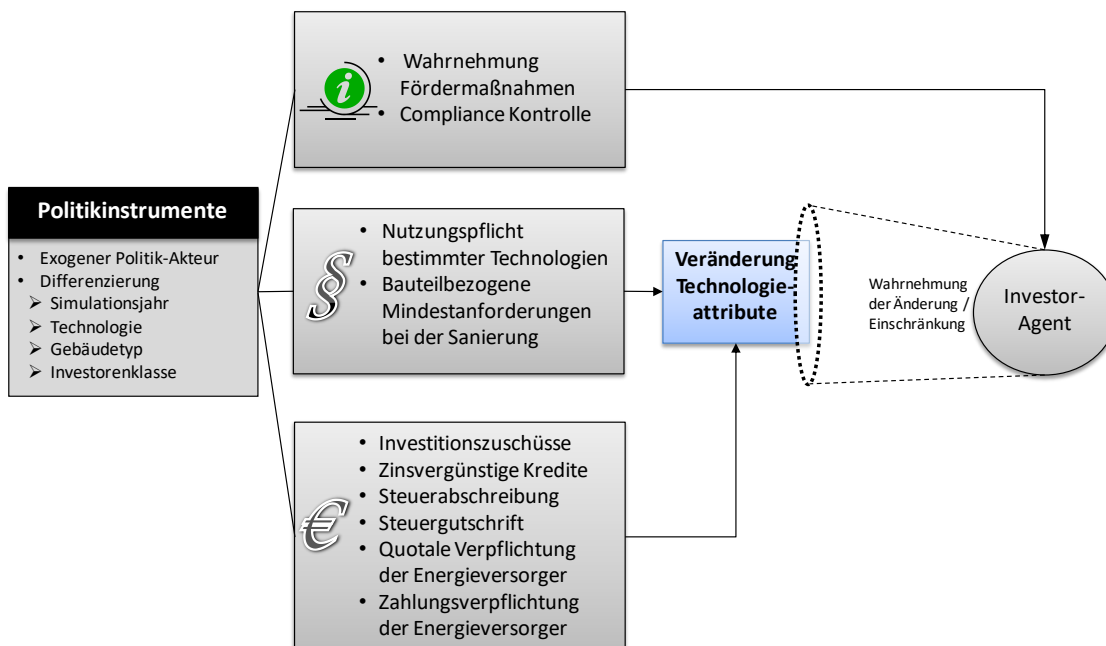 Wahrnehmung
Fördermaßnahmen
Compliance Kontrolle
Politikinstrumente
Exogener Politik-Akteur
Differenzierung
Simulationsjahr
Technologie
Gebäudetyp
Investorenklasse
Nutzungspflicht
bestimmter Technologien
Bauteilbezogene
Mindestanforderungen
bei der Sanierung
Veränderung
Technologie-
attribute
Wahrnehmung
der Änderung /
Einschränkung
Investor-
Agent
Investitionszuschüsse
Zinsvergünstige Kredite
Steuerabschreibung
Steuergutschrift
Quotale Verpflichtung
der Energieversorger
Zahlungsverpflichtung
der Energieversorger